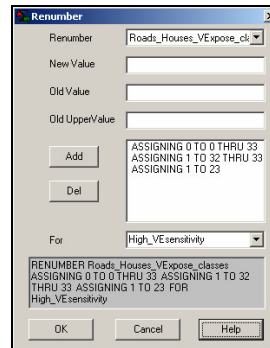 Renumber
Renumber
Roads_Houses_VExpose_cla
New Value
Old Value
Old UpperValue
Add
Del
ASSIGNING 0 TO 0 THRU 33
ASSIGNING 1 TO 32 THRU 33
ASSIGNING 1 TO 23
For
High_VEsensitivity
RENUMBER Roads_Houses_VExpose_classes
ASSIGNING 0 TO 0 THRU 33 ASSIGNING 1 TO 32
THRU 33 ASSIGNING 1 TO 23 FOR
High_VEsensitivity
OK
Cancel
Help